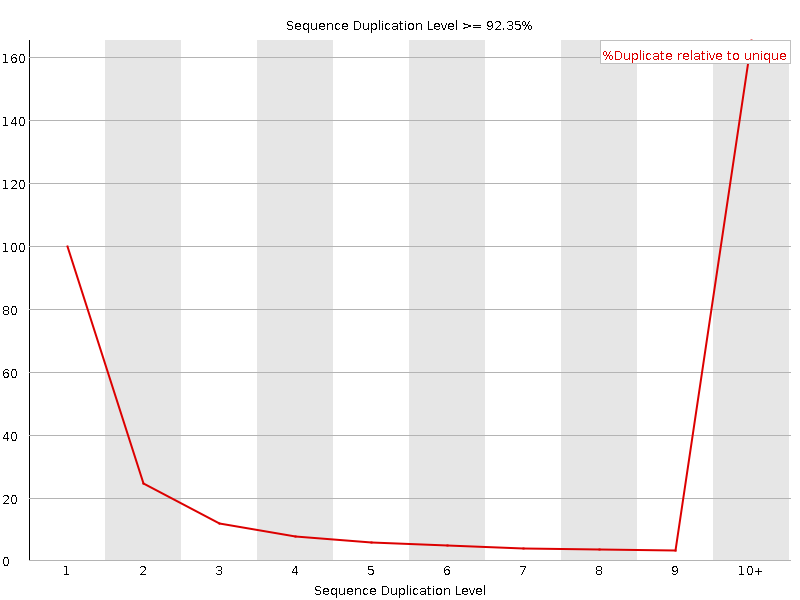 Sequence Duplication Level >= 92.35%
%Duplicate relative to unique
160
140
120
100
80
60
40
20
0
1 2 3 4 5 6 7 8 9 10+
Sequence Duplication Level